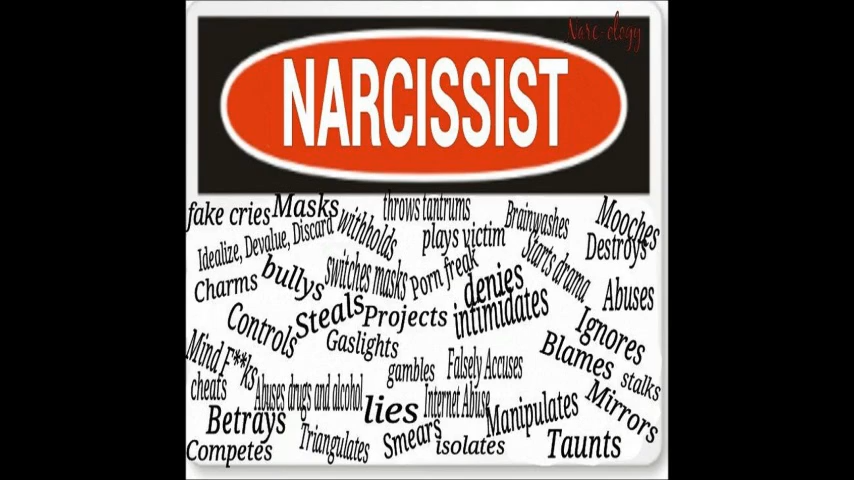 Narc-ology
NARCISSIST
fake cries
Masks
throws tantrums
Brainwashes
Mooches
Idealize, Devalue, Discard
withholds
plays victim
Starts drama
Destroys
Charms
bullys
switches masks
Porn freak
denies
Abuses
Controls
Steals
Projects
intimidates
Ignores
Gaslights
Blames
Mind F**ks
cheats
Abuses drugs and alcohol
gambles
Falsely Accuses
stalks
Betrays
lies
Internet Abuse
Manipulates
Mirrors
Competes
Triangulates
Smears
isolates
Taunts